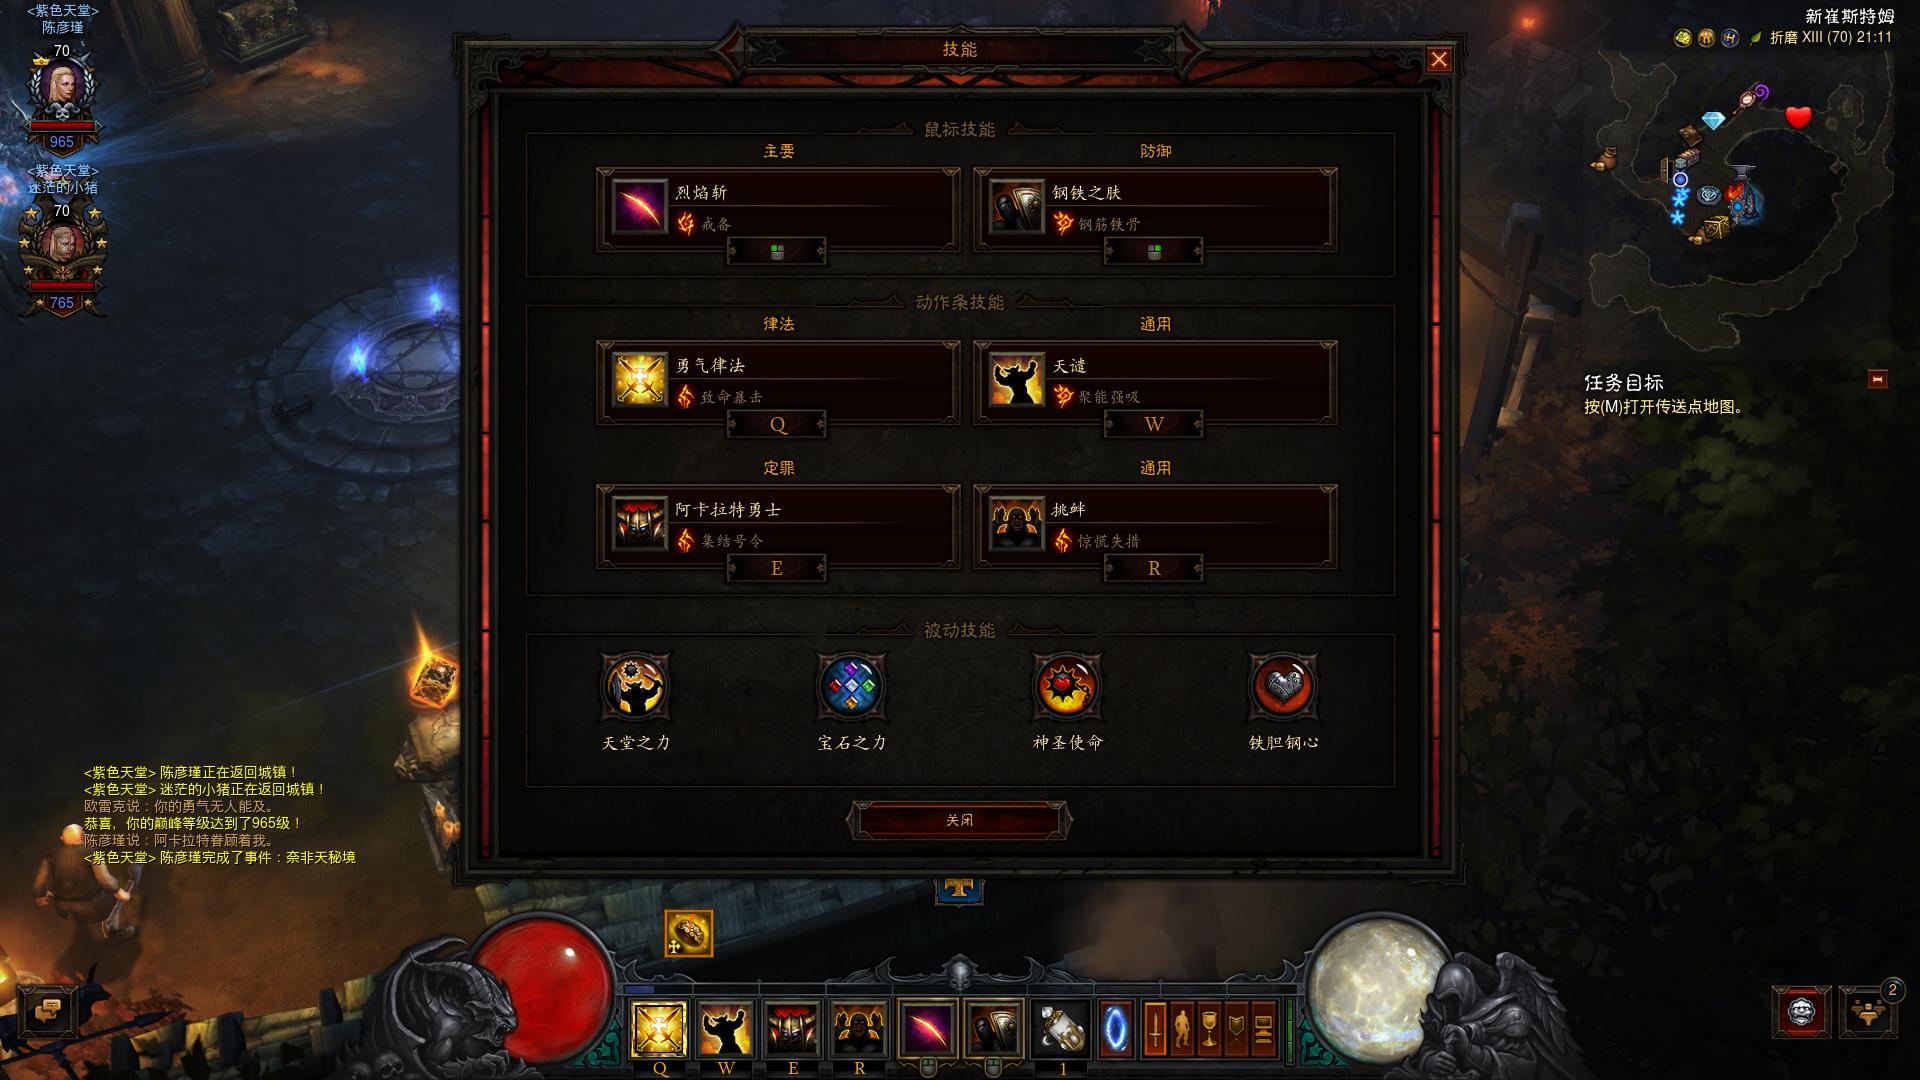 <紫色天堂>
陈彦瑾
70
965
<紫色天堂>
迷茫的小猪
70
765
新崔斯特姆
折磨 XIII (70) 21:11
任务目标
按(M)打开传送点地图。
技能
鼠标技能
主要
防御
烈焰斩
戒备
钢铁之肤
钢筋铁骨
动作条技能
律法
通用
勇气律法
致命暴击
Q
天谴
聚能强吸
W
定罪
通用
阿卡拉特勇士
集结号令
E
挑衅
惊慌失措
R
被动技能
天堂之力
宝石之力
神圣使命
铁胆钢心
关闭
<紫色天堂> 陈彦瑾正在返回城镇！
<紫色天堂> 迷茫的小猪正在返回城镇！
欧雷克说：你的勇气无人能及。
恭喜，你的巅峰等级达到了965级！
陈彦瑾说：阿卡拉特眷顾着我。
<紫色天堂> 陈彦瑾完成了事件：奈非天秘境
Q
W
E
R
1
2